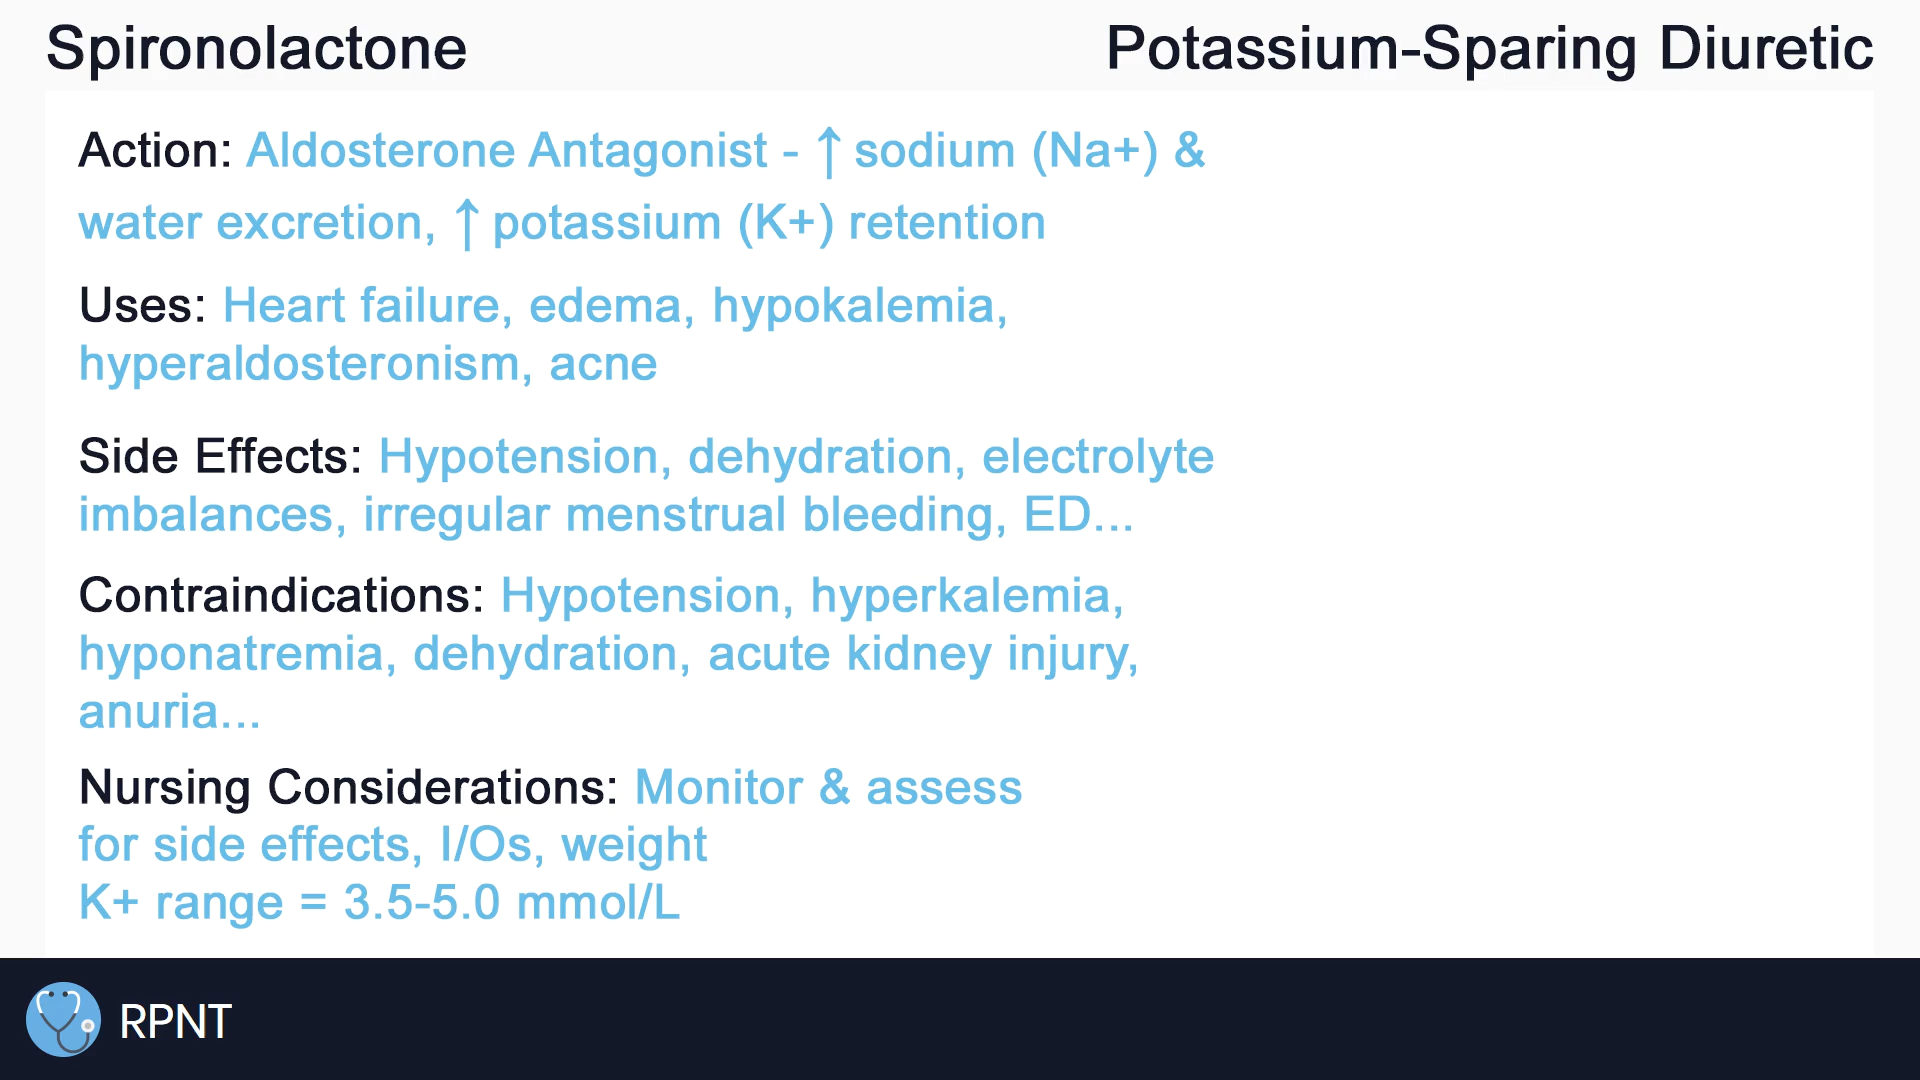 Spironolactone
Potassium-Sparing Diuretic
Action: Aldosterone Antagonist - ↑ sodium (Na+) &
water excretion, ↑ potassium (K+) retention
Uses: Heart failure, edema, hypokalemia,
hyperaldosteronism, acne
Side Effects: Hypotension, dehydration, electrolyte
imbalances, irregular menstrual bleeding, ED...
Contraindications: Hypotension, hyperkalemia,
hyponatremia, dehydration, acute kidney injury,
anuria...
Nursing Considerations: Monitor & assess
for side effects, I/Os, weight
K+ range = 3.5-5.0 mmol/L
RPNT